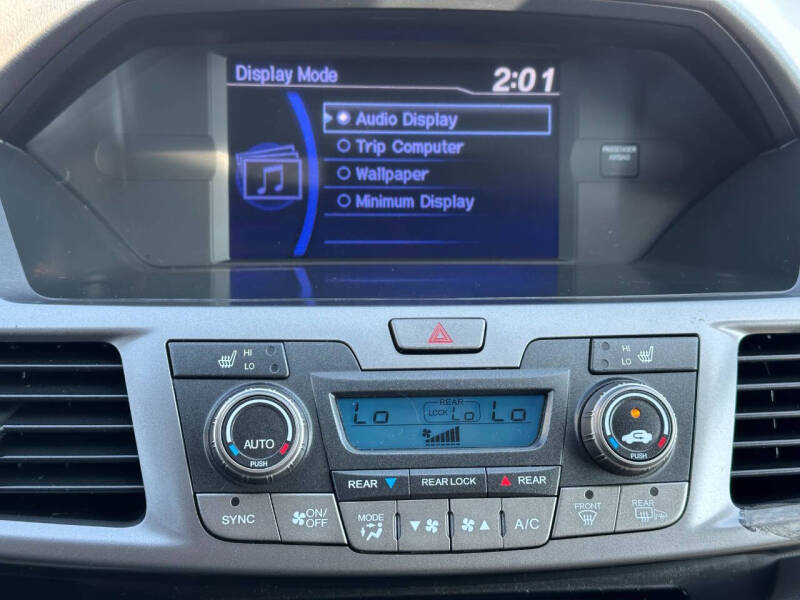 Display Mode
2:01
Audio Display
Trip Computer
Wallpaper
Minimum Display
PASSENGER
AIRBAG
HI
LO
HI
LO
REAR
Lo LOCK Lo Lo
AUTO
PUSH
PUSH
REAR
REAR LOCK
REAR
SYNC
ON/
OFF
MODE
A/C
FRONT
REAR